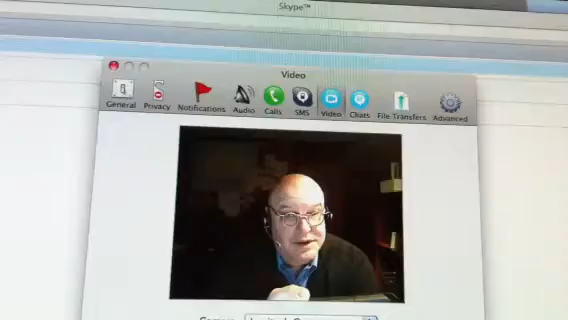 Skype™
Video
General Privacy Notifications Audio Calls SMS Video Chats File Transfers Advanced